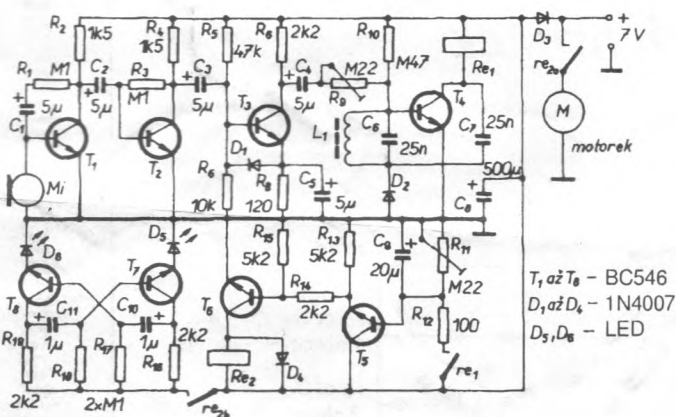 R₂ R₄ R₅ R₆ R₁₀ D₃ +
1k5 1k5 47k 2k2 M47 Re₁ 7 V
R₁ M1 C₂ R₃ C₃ C₄ M22 re₂ₐ
5μ 5μ M1 5μ 5μ R₉ T₄
C₁ T₃ L₁ C₆ C₇ M
T₁ T₂ D₁ 25n 25n motorek
Mi R₆ R₈ C₅ D₂ 500μ
10k 120 5μ C₈
D₆ D₅ R₁₅ R₁₃ C₉ R₁₁
T₇ 5k2 5k2 20μ M22
T₈ C₁₁ C₁₀ T₆ R₁₄ R₁₂
1μ 1μ 2k2 2k2 T₅ 100
R₁₉ R₁₈ R₁₇ R₁₆ Re₂ D₄ re₁
2k2 2xM1 re₂b
T₁ až T₈ – BC546
D₁ až D₄ – 1N4007
D₅, D₆ – LED